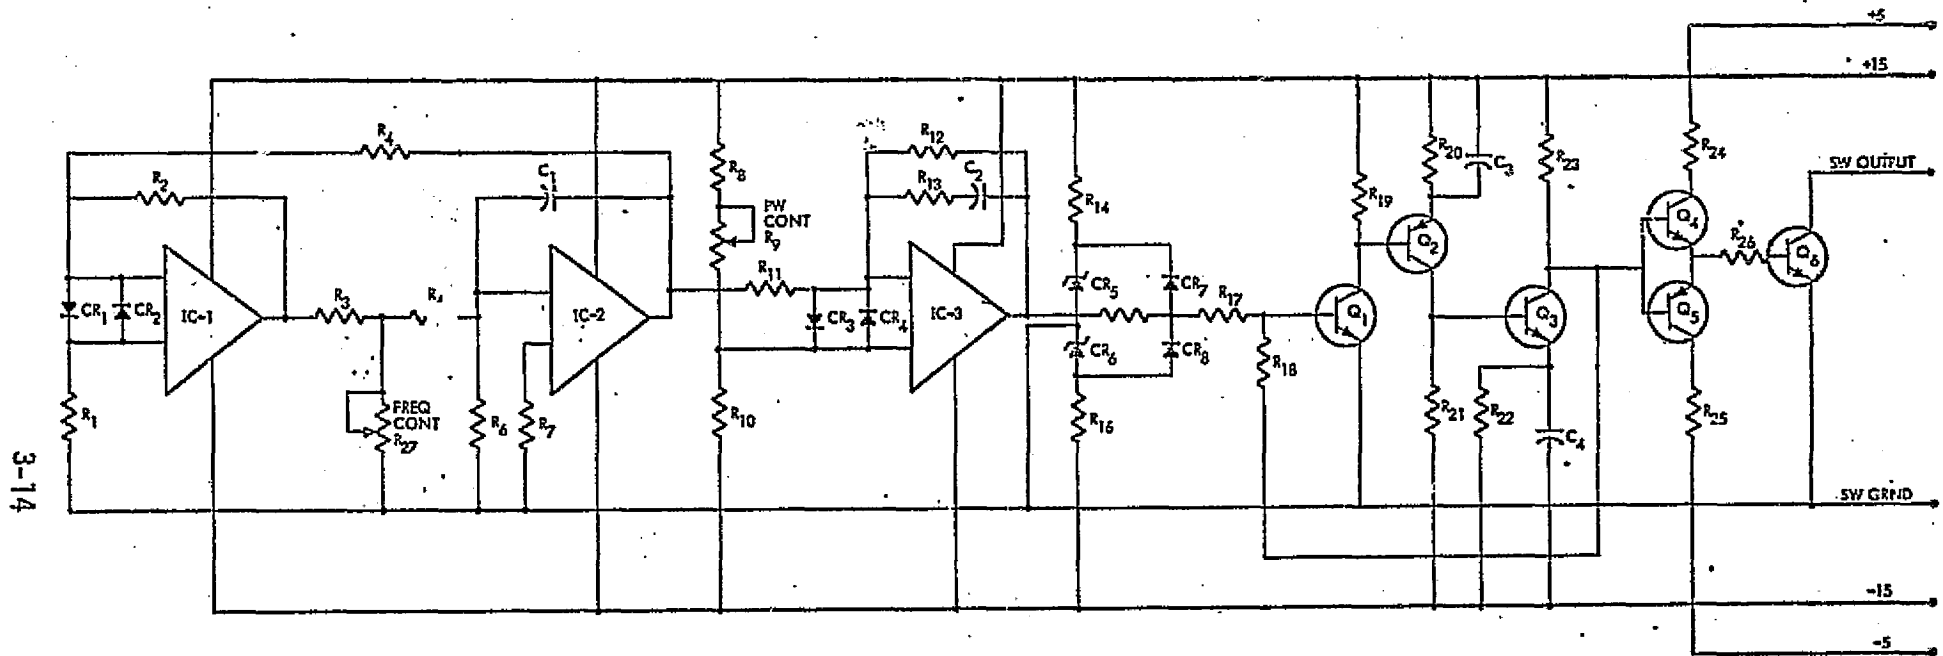 +5
+15
R4
R12
R20
C3
R23
R24
SW OUTPUT
R2
C1
R8
R13
C2
PW
CONT
R9
R14
R19
Q2
Q4
R26
Q6
R11
R3
CR1
CR2
IC-1
IC-2
CR3
CR4
IC-3
CR5
CR7
R17
Q1
Q3
Q5
CR6
CR8
R18
R1
FREQ
CONT
R27
R6
R7
R10
R21
R22
C4
R25
3-14
SW GRND
-15
-5